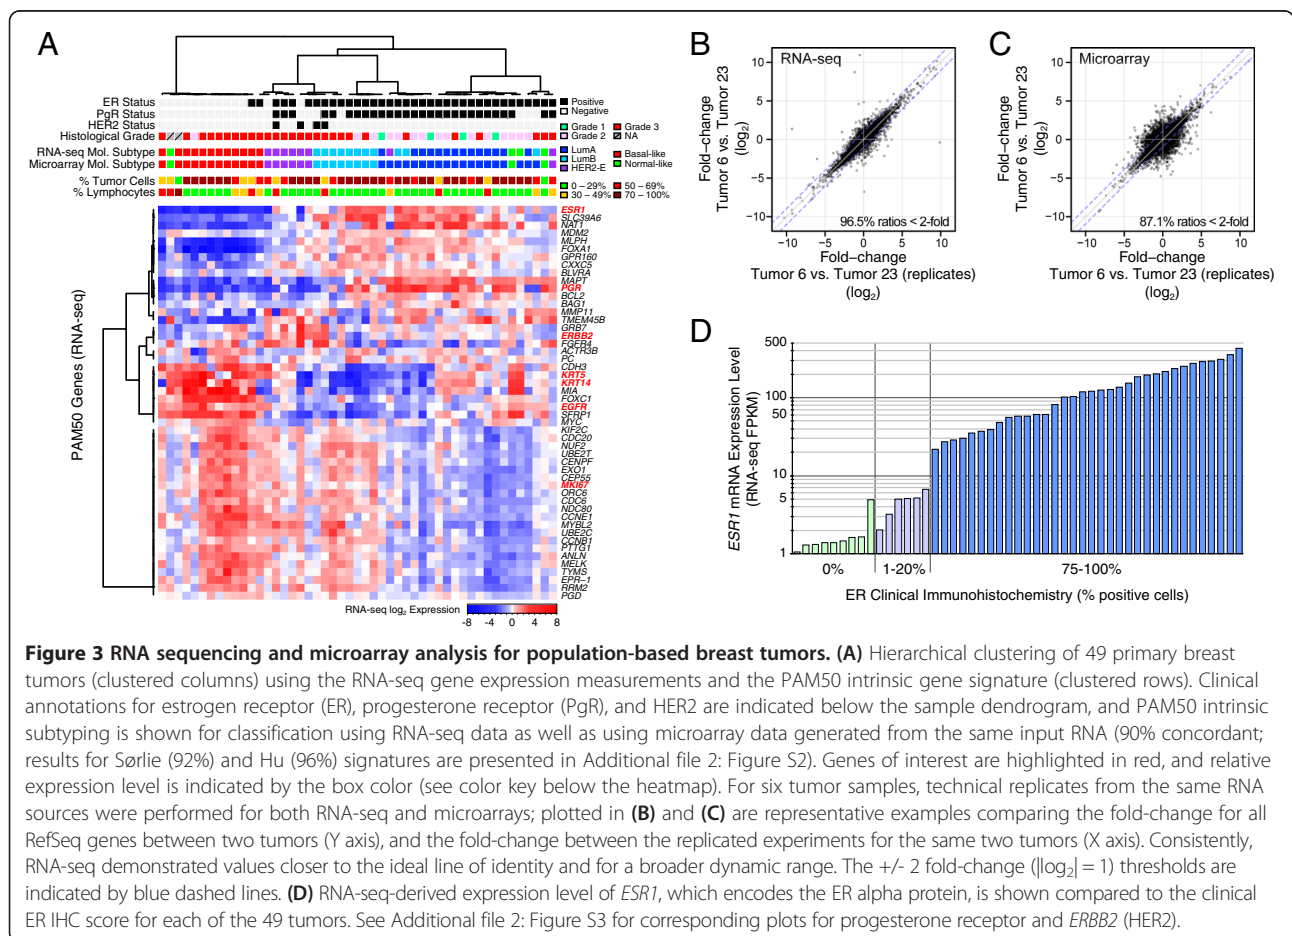 A
ER Status
PgR Status
HER2 Status
Histological Grade
RNA-seq Mol. Subtype
Microarray Mol. Subtype
% Tumor Cells
% Lymphocytes
Positive
Negative
Grade 1
Grade 3
Grade 2
NA
LumA
Basal-like
LumB
Normal-like
HER2-E
0 – 29%
50 – 69%
30 – 49%
70 – 100%
PAM50 Genes (RNA-seq)
ESR1
SLC39A6
NAT1
MDM2
MLPH
FOXA1
GPR160
CXXC5
BLVRA
MAPT
PGR
BCL2
BAG1
MMP11
TMEM45B
GRB7
ERBB2
FGFR4
ACTR3B
PC
CDH3
KRT5
KRT14
MIA
FOXC1
EGFR
SFRP1
MYC
KIF2C
CDC20
NUF2
UBE2T
CENPF
EXO1
CEP55
MKI67
ORC6
CDC6
NDC80
CCNE1
MYBL2
UBE2C
CCNB1
PTTG1
ANLN
MELK
TYMS
EPR-1
RRM2
PGD
RNA-seq log2 Expression
-8 -4 0 4 8
B
RNA-seq
Fold−change
Tumor 6 vs. Tumor 23
(log2)
10
5
0
−5
−10
96.5% ratios < 2-fold
−10 −5 0 5 10
Fold−change
Tumor 6 vs. Tumor 23 (replicates)
(log2)
C
Microarray
Fold−change
Tumor 6 vs. Tumor 23
(log2)
10
5
0
−5
−10
87.1% ratios < 2-fold
−10 −5 0 5 10
Fold−change
Tumor 6 vs. Tumor 23 (replicates)
(log2)
D
ESR1 mRNA Expression Level
(RNA-seq FPKM)
500
100
50
10
5
1
0% 1-20% 75-100%
ER Clinical Immunohistochemistry (% positive cells)
Figure 3 RNA sequencing and microarray analysis for population-based breast tumors. (A) Hierarchical clustering of 49 primary breast
tumors (clustered columns) using the RNA-seq gene expression measurements and the PAM50 intrinsic gene signature (clustered rows). Clinical
annotations for estrogen receptor (ER), progesterone receptor (PgR), and HER2 are indicated below the sample dendrogram, and PAM50 intrinsic
subtyping is shown for classification using RNA-seq data as well as using microarray data generated from the same input RNA (90% concordant;
results for Sørlie (92%) and Hu (96%) signatures are presented in Additional file 2: Figure S2). Genes of interest are highlighted in red, and relative
expression level is indicated by the box color (see color key below the heatmap). For six tumor samples, technical replicates from the same RNA
sources were performed for both RNA-seq and microarrays; plotted in (B) and (C) are representative examples comparing the fold-change for all
RefSeq genes between two tumors (Y axis), and the fold-change between the replicated experiments for the same two tumors (X axis). Consistently,
RNA-seq demonstrated values closer to the ideal line of identity and for a broader dynamic range. The +/- 2 fold-change (|log2| = 1) thresholds are
indicated by blue dashed lines. (D) RNA-seq-derived expression level of ESR1, which encodes the ER alpha protein, is shown compared to the clinical
ER IHC score for each of the 49 tumors. See Additional file 2: Figure S3 for corresponding plots for progesterone receptor and ERBB2 (HER2).